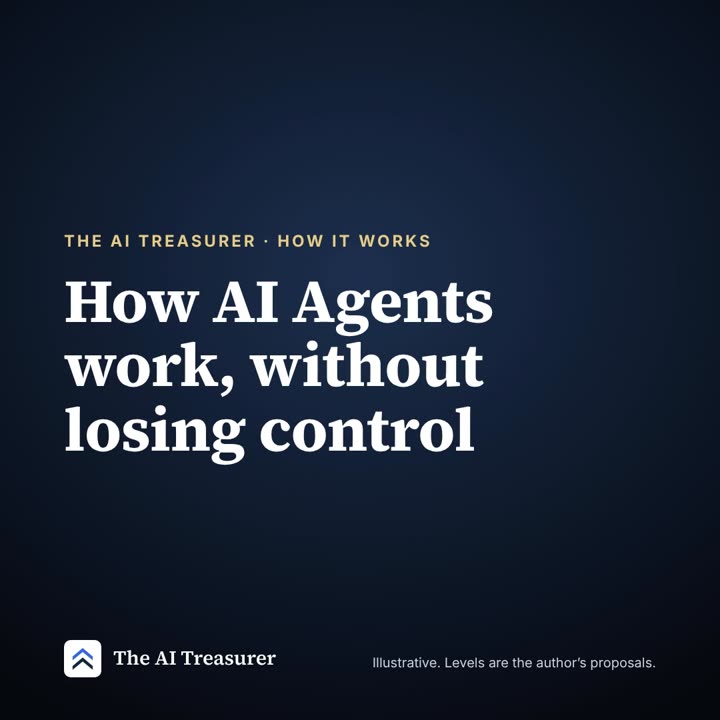 THE AI TREASURER · HOW IT WORKS
How AI Agents
work, without
losing control
The AI Treasurer
Illustrative. Levels are the author’s proposals.